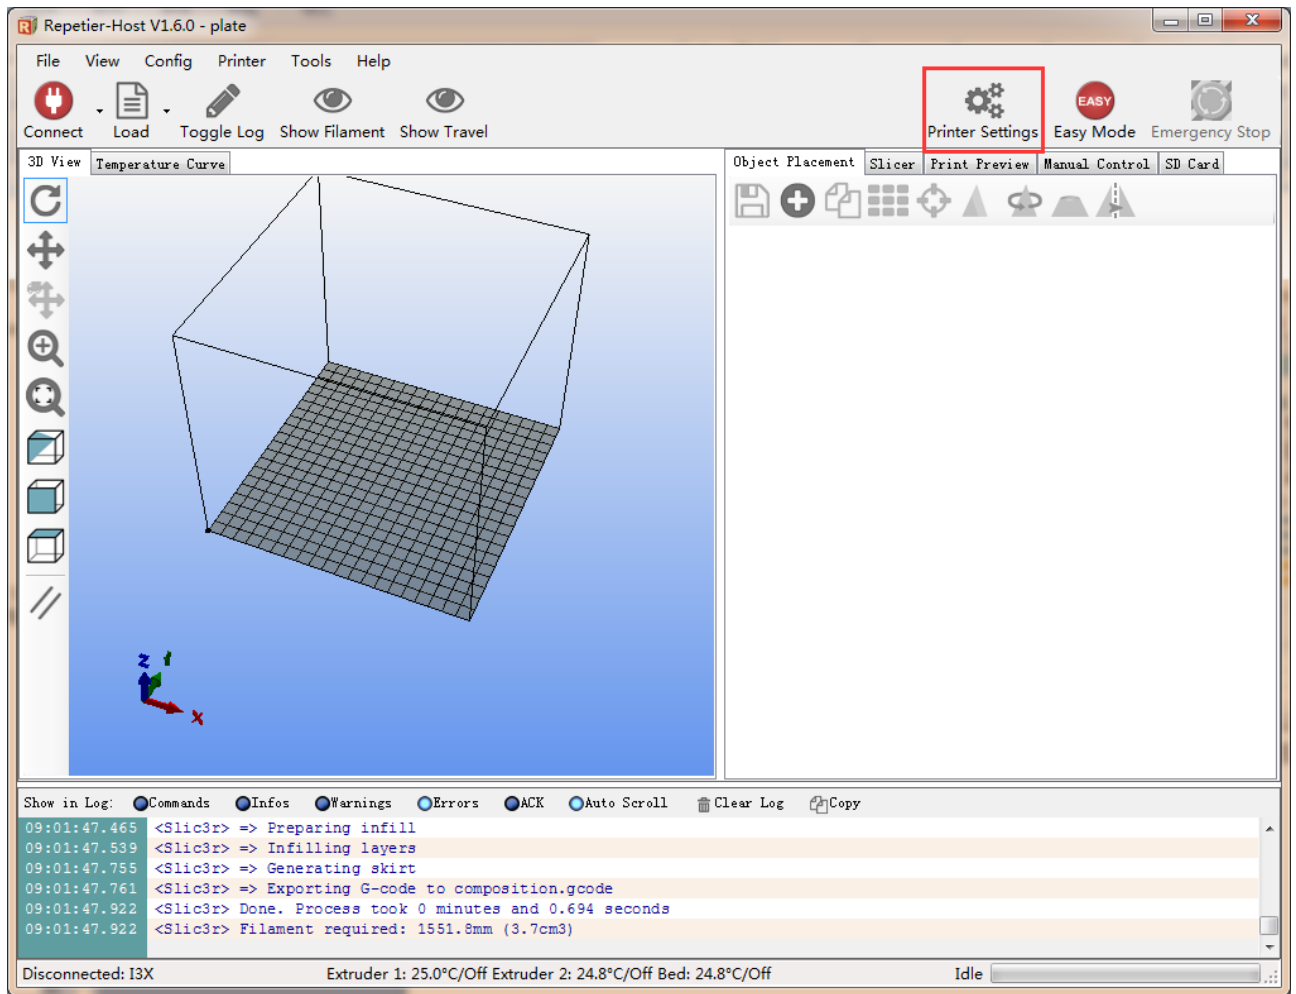 Repetier-Host V1.6.0 - plate
File View Config Printer Tools Help
EASY
Connect Load Toggle Log Show Filament Show Travel Printer Settings Easy Mode Emergency Stop
3D View Temperature Curve
Object Placement Slicer Print Preview Manual Control SD Card
Z Y
X
Show in Log: Commands Infos Warnings Errors ACK Auto Scroll Clear Log Copy
09:01:47.465 <Slic3r> => Preparing infill
09:01:47.539 <Slic3r> => Infilling layers
09:01:47.755 <Slic3r> => Generating skirt
09:01:47.761 <Slic3r> => Exporting G-code to composition.gcode
09:01:47.922 <Slic3r> Done. Process took 0 minutes and 0.694 seconds
09:01:47.922 <Slic3r> Filament required: 1551.8mm (3.7cm3)
Disconnected: I3X Extruder 1: 25.0°C/Off Extruder 2: 24.8°C/Off Bed: 24.8°C/Off Idle